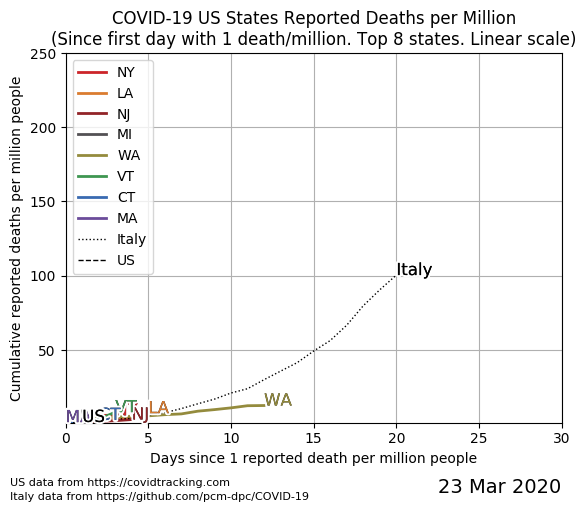 COVID-19 US States Reported Deaths per Million
(Since first day with 1 death/million. Top 8 states. Linear scale)
Cumulative reported deaths per million people
250
200
150
100
50
NY
LA
NJ
MI
WA
VT
CT
MA
Italy
US
Italy
WA
LA
VT
NJ
US
0
5
10
15
20
25
30
Days since 1 reported death per million people
US data from https://covidtracking.com
Italy data from https://github.com/pcm-dpc/COVID-19
23 Mar 2020